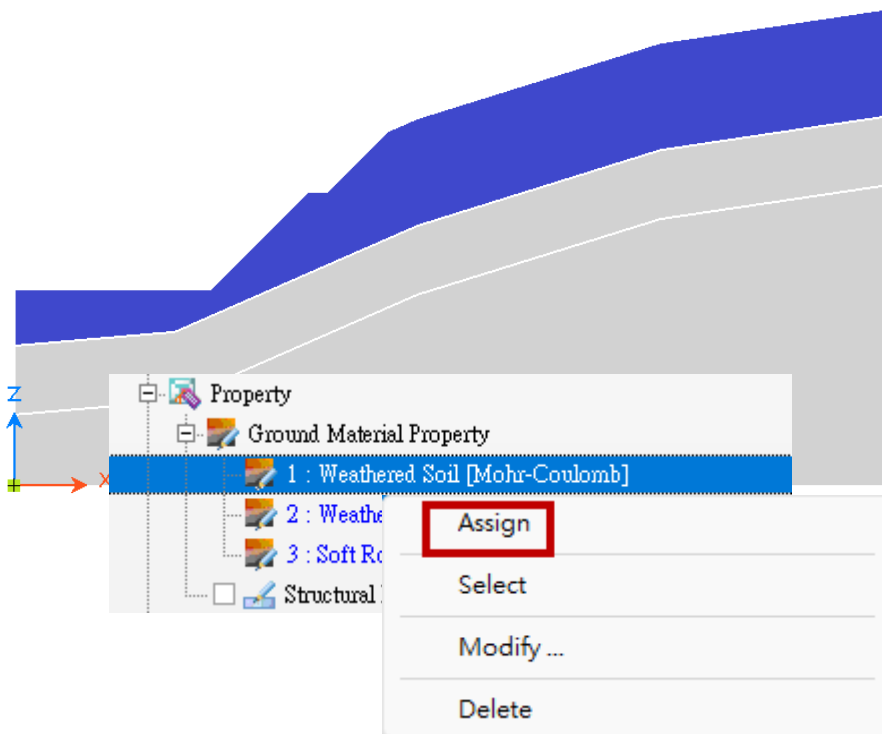 Z
X
Property
Ground Material Property
1 : Weathered Soil [Mohr-Coulomb]
2 : Weathe
3 : Soft Ro
Structural
Assign
Select
Modify ...
Delete